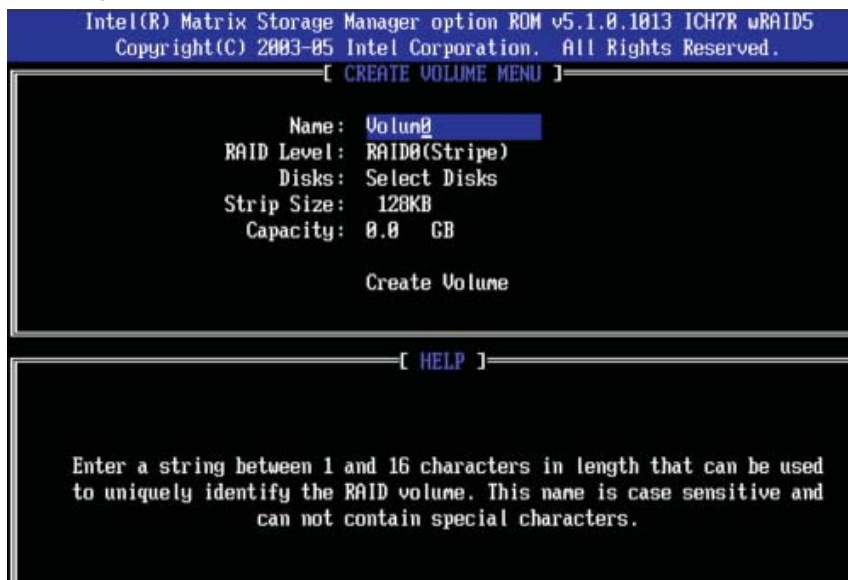 Intel(R) Matrix Storage Manager option ROM v5.1.0.1013 ICH7R wRAID5
Copyright(C) 2003-05 Intel Corporation. All Rights Reserved.
[ CREATE VOLUME MENU ]
Name: Volum0
RAID Level: RAID0(Stripe)
Disks: Select Disks
Strip Size: 128KB
Capacity: 0.0 GB
Create Volume
[ HELP ]
Enter a string between 1 and 16 characters in length that can be used
to uniquely identify the RAID volume. This name is case sensitive and
can not contain special characters.